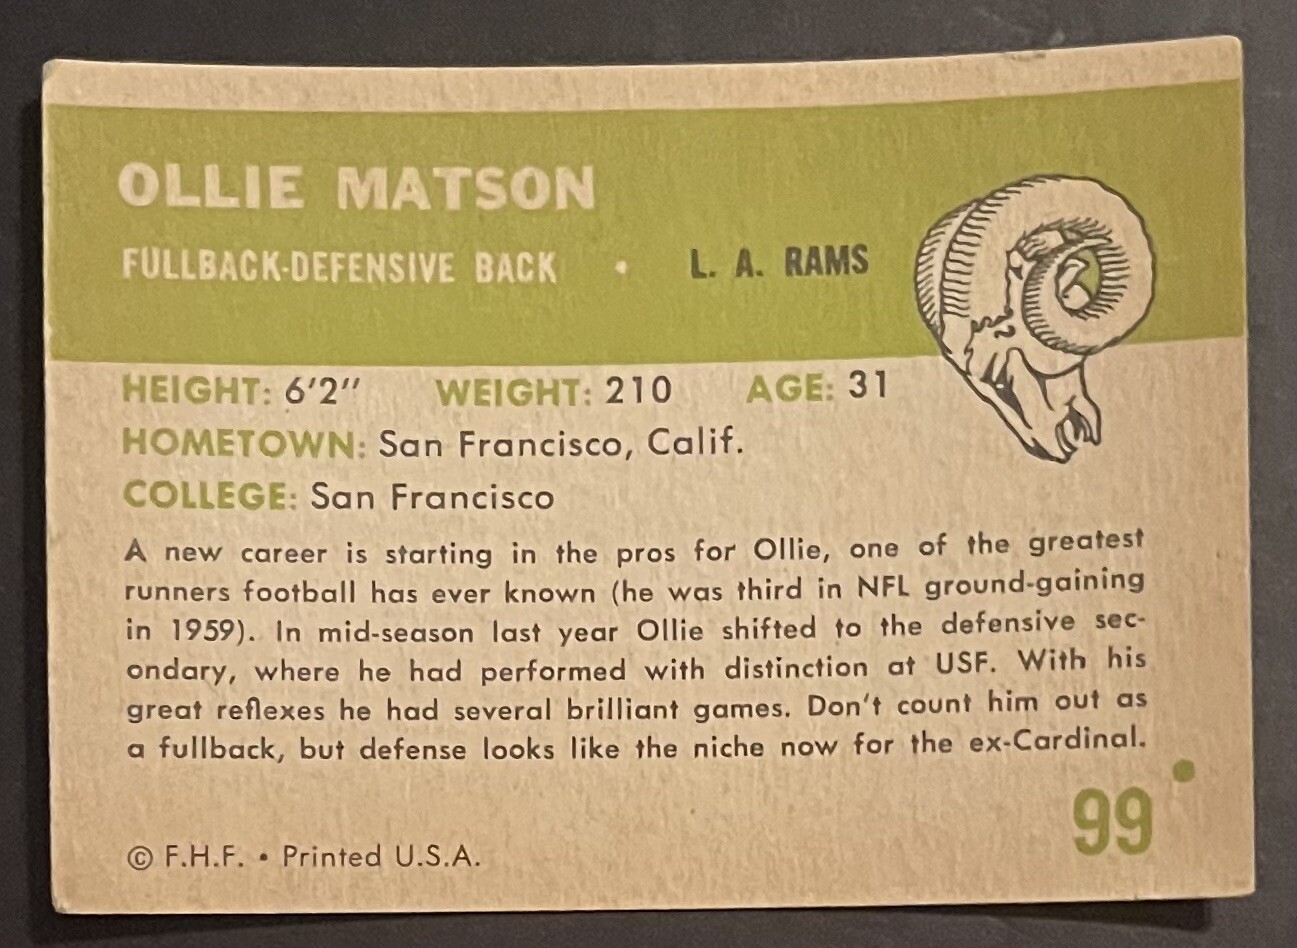 OLLIE MATSON
FULLBACK-DEFENSIVE BACK • L. A. RAMS
HEIGHT: 6'2" WEIGHT: 210 AGE: 31
HOMETOWN: San Francisco, Calif.
COLLEGE: San Francisco
A new career is starting in the pros for Ollie, one of the greatest
runners football has ever known (he was third in NFL ground-gaining
in 1959). In mid-season last year Ollie shifted to the defensive sec-
ondary, where he had performed with distinction at USF. With his
great reflexes he had several brilliant games. Don't count him out as
a fullback, but defense looks like the niche now for the ex-Cardinal.
99
© F.H.F. • Printed U.S.A.